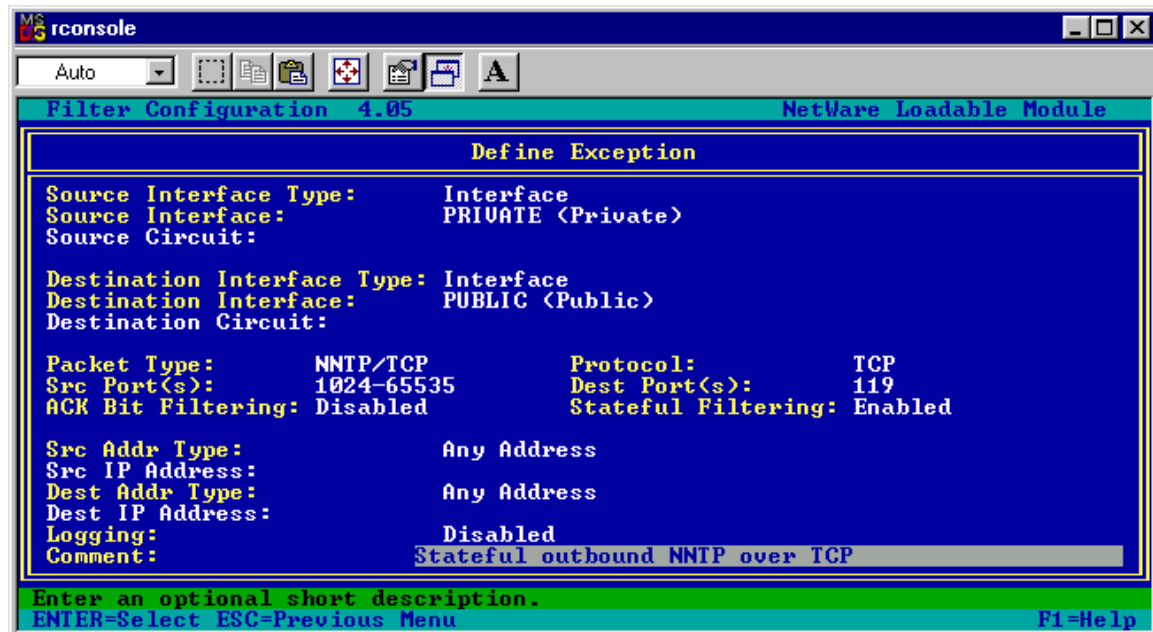 rconsole
Auto
A
Filter Configuration 4.05 NetWare Loadable Module
Define Exception
Source Interface Type: Interface
Source Interface: PRIVATE (Private)
Source Circuit:
Destination Interface Type: Interface
Destination Interface: PUBLIC (Public)
Destination Circuit:
Packet Type: NNTP/TCP Protocol: TCP
Src Port(s): 1024-65535 Dest Port(s): 119
ACK Bit Filtering: Disabled Stateful Filtering: Enabled
Src Addr Type: Any Address
Src IP Address:
Dest Addr Type: Any Address
Dest IP Address:
Logging: Disabled
Comment: Stateful outbound NNTP over TCP
Enter an optional short description.
ENTER=Select ESC=Previous Menu F1=Help